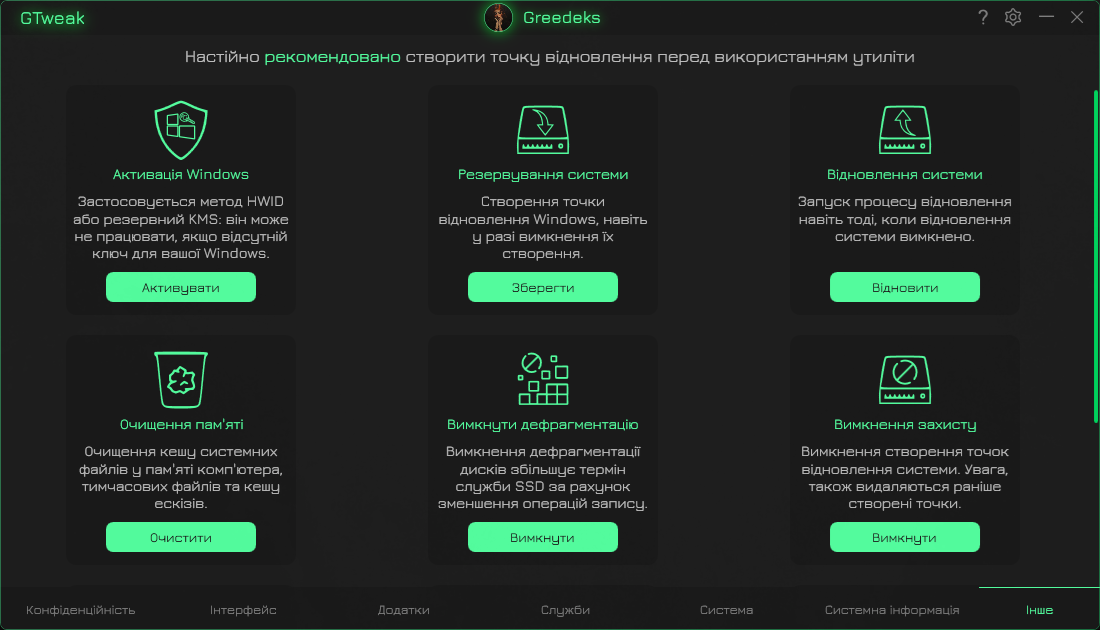 GTweak
Greedeks
?
Настійно рекомендовано створити точку відновлення перед використанням утиліти
Активація Windows
Застосовується метод HWID
або резервний KMS: він може
не працювати, якщо відсутній
ключ для вашої Windows.
Активувати
Резервування системи
Створення точки
відновлення Windows, навіть
у разі вимкнення їх
створення.
Зберегти
Відновлення системи
Запуск процесу відновлення
навіть тоді, коли відновлення
системи вимкнено.
Відновити
Очищення пам'яті
Очищення кешу системних
файлів у пам'яті комп'ютера,
тимчасових файлів та кешу
ескізів.
Очистити
Вимкнути дефрагментацію
Вимкнення дефрагментації
дисків збільшує термін
служби SSD за рахунок
зменшення операцій запису.
Вимкнути
Вимкнення захисту
Вимкнення створення точок
відновлення системи. Увага,
також видаляються раніше
створені точки.
Вимкнути
Конфіденційність
Інтерфейс
Додатки
Служби
Система
Системна інформація
Інше